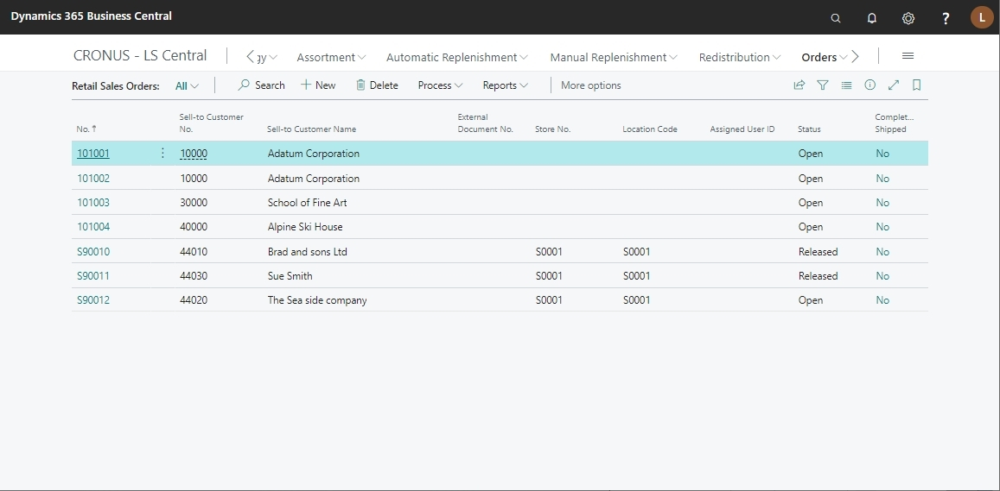 Dynamics 365 Business Central
? L
CRONUS - LS Central gy Assortment Automatic Replenishment Manual Replenishment Redistribution Orders
Retail Sales Orders: All Search New Delete Process Reports More options
No. ↑ Sell-to Customer No. Sell-to Customer Name External Document No. Store No. Location Code Assigned User ID Status Complet... Shipped
101001 10000 Adatum Corporation Open No
101002 10000 Adatum Corporation Open No
101003 30000 School of Fine Art Open No
101004 40000 Alpine Ski House Open No
S90010 44010 Brad and sons Ltd S0001 S0001 Released No
S90011 44030 Sue Smith S0001 S0001 Released No
S90012 44020 The Sea side company S0001 S0001 Open No